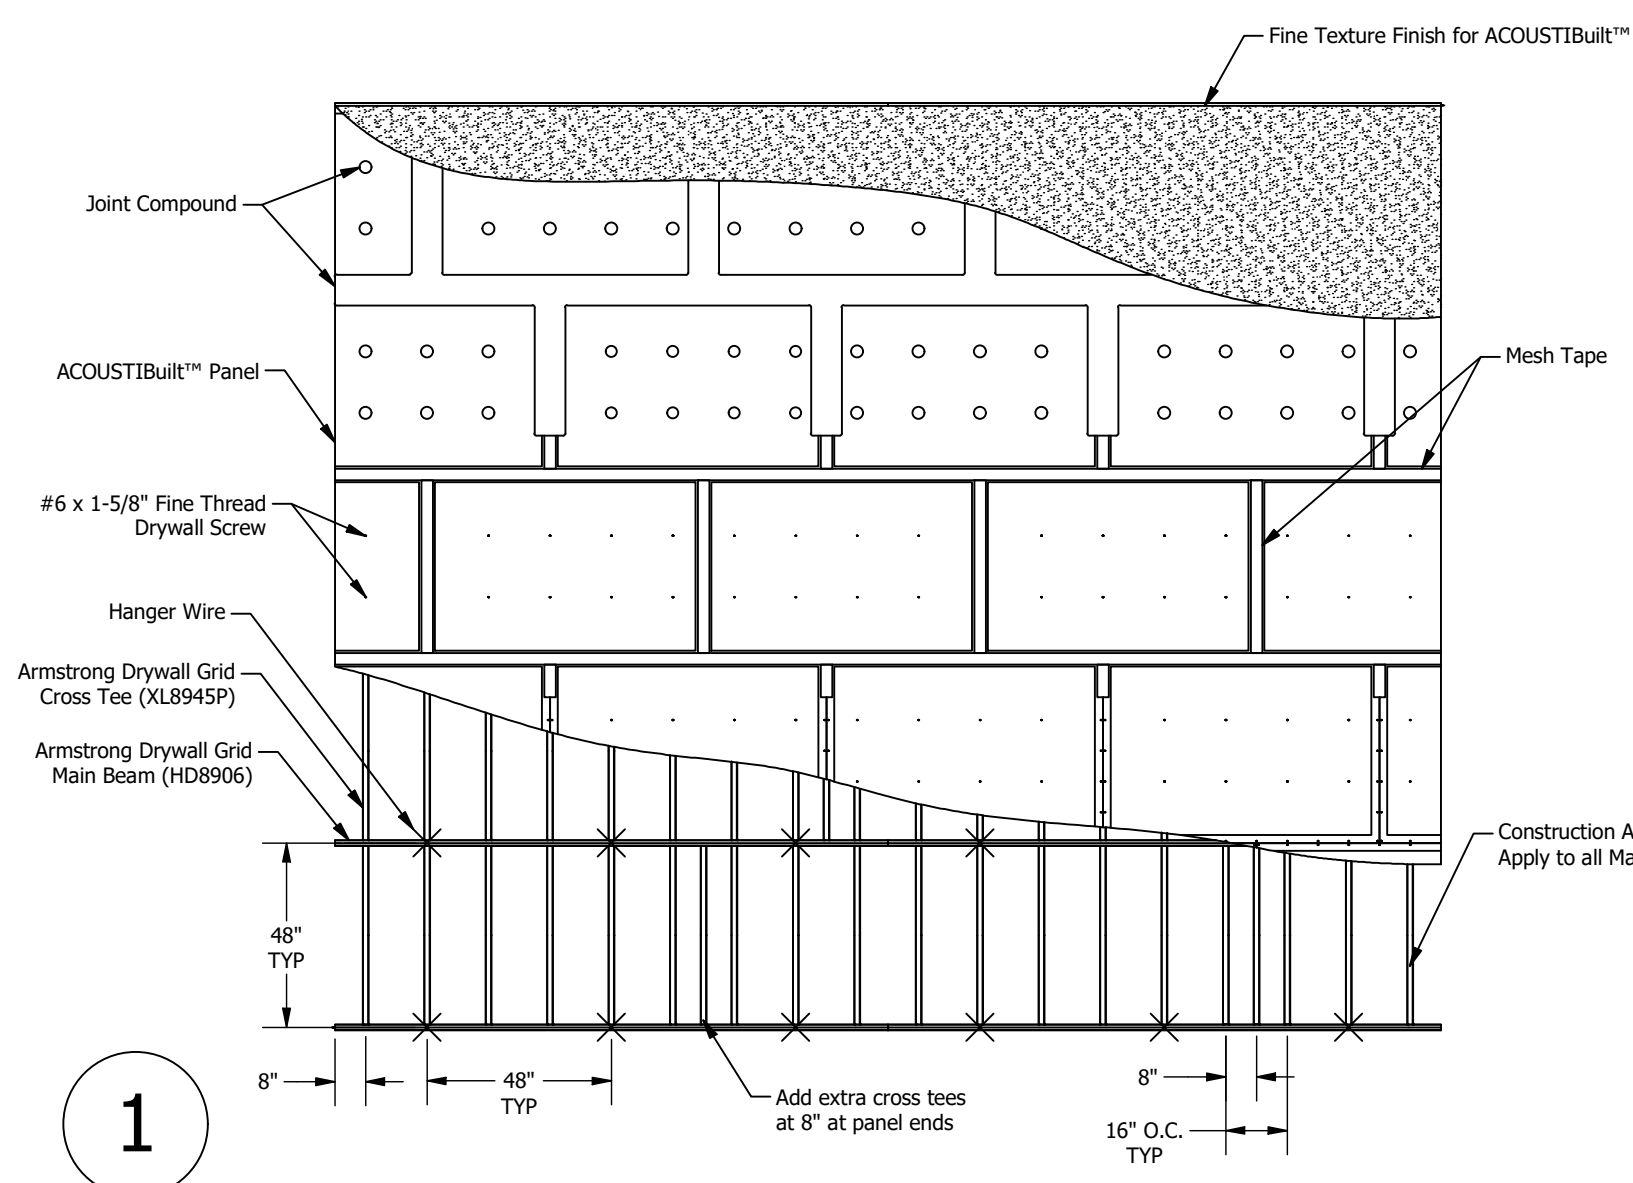 Fine Texture Finish for ACOUSTIBuilt™
Joint Compound
ACOUSTIBuilt™ Panel
Mesh Tape
#6 x 1-5/8" Fine Thread
Drywall Screw
Hanger Wire
Armstrong Drywall Grid
Cross Tee (XL8945P)
Armstrong Drywall Grid
Main Beam (HD8906)
Construction A
Apply to all Ma
48"
TYP
8"
48"
TYP
Add extra cross tees
at 8" at panel ends
8"
16" O.C.
TYP
1